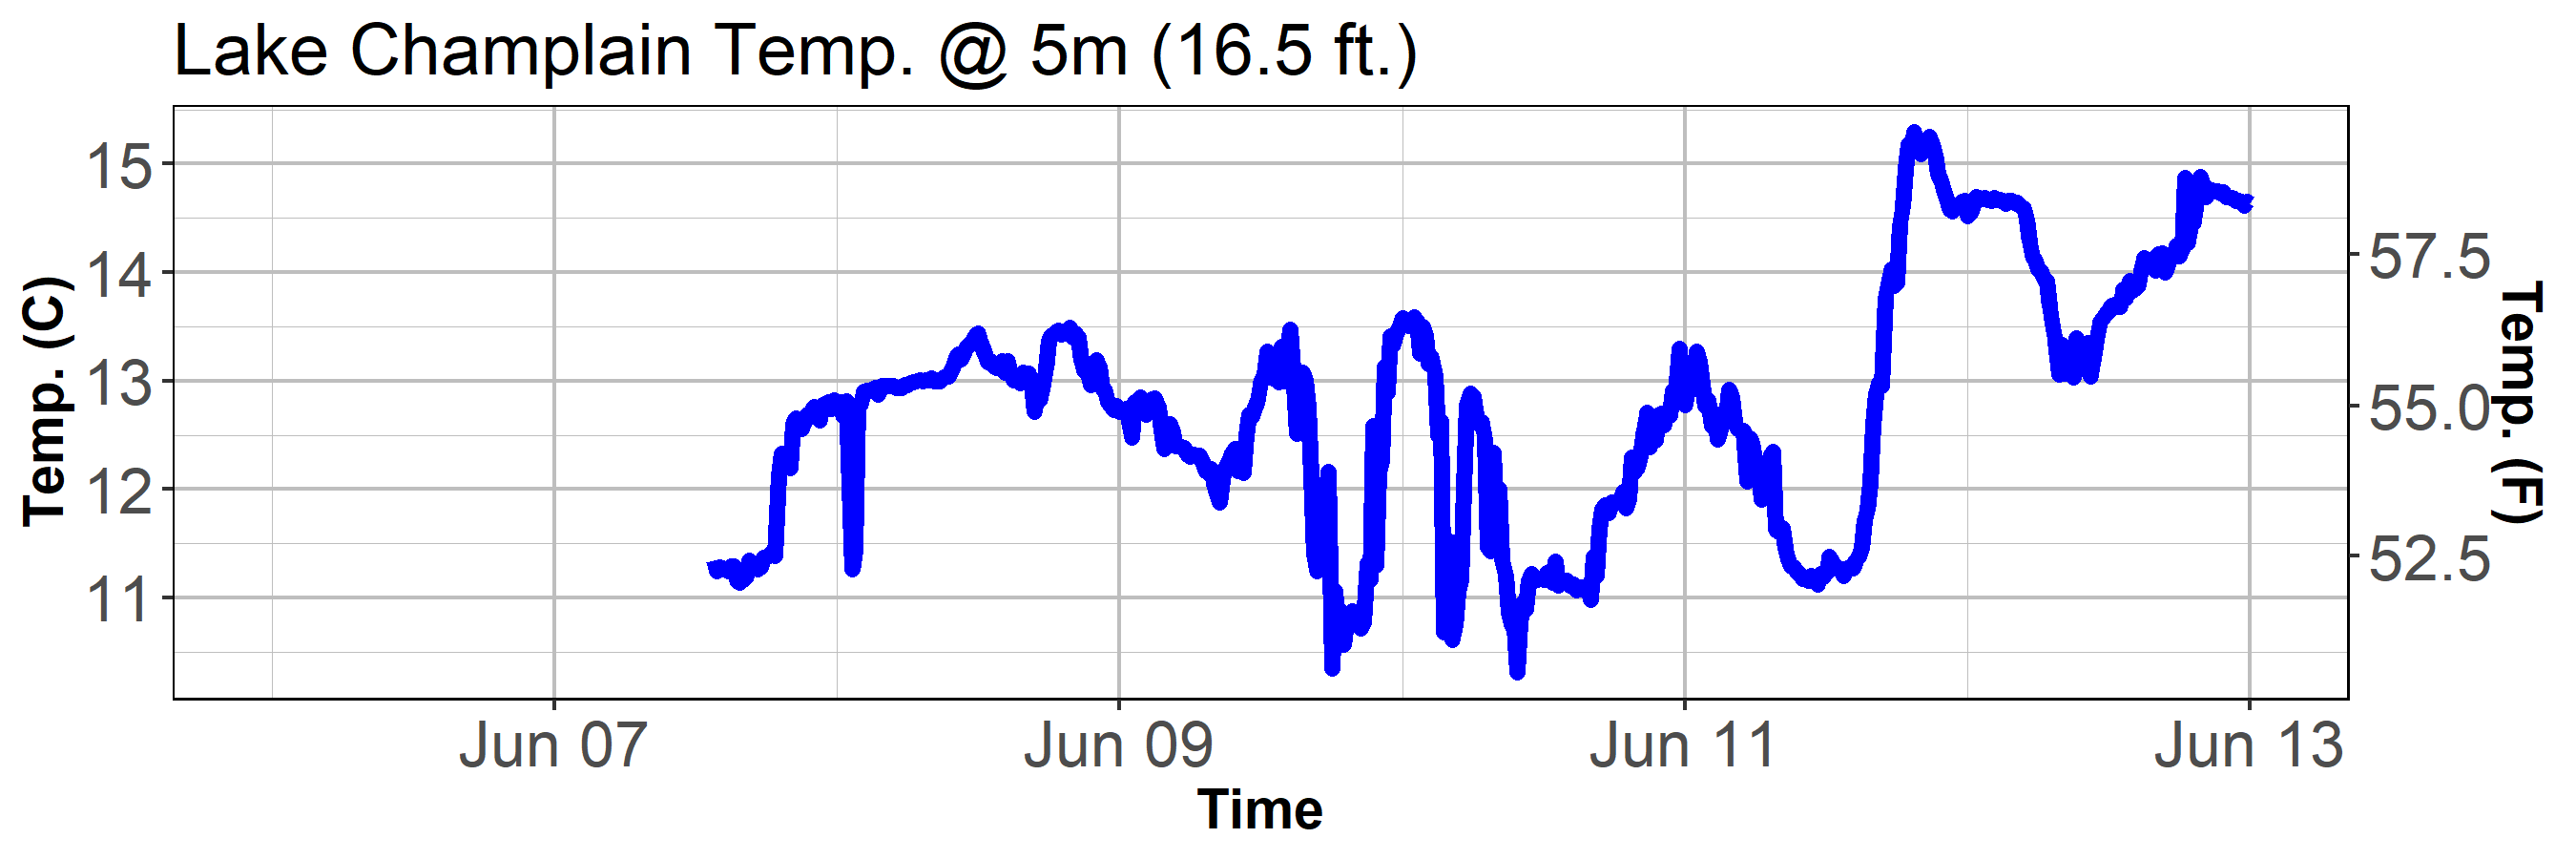 Lake Champlain Temp. @ 5m (16.5 ft.)
Temp. (C)
15
14
13
12
11
57.5
55.0
52.5
Temp. (F)
Jun 07
Jun 09
Jun 11
Jun 13
Time